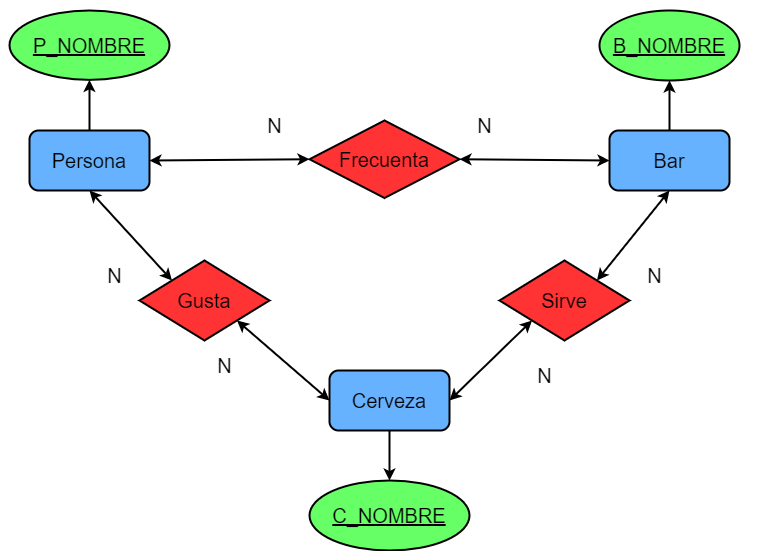 P_NOMBRE
B_NOMBRE
N
N
Persona
Frecuenta
Bar
N
N
Gusta
Sirve
N
N
Cerveza
C_NOMBRE